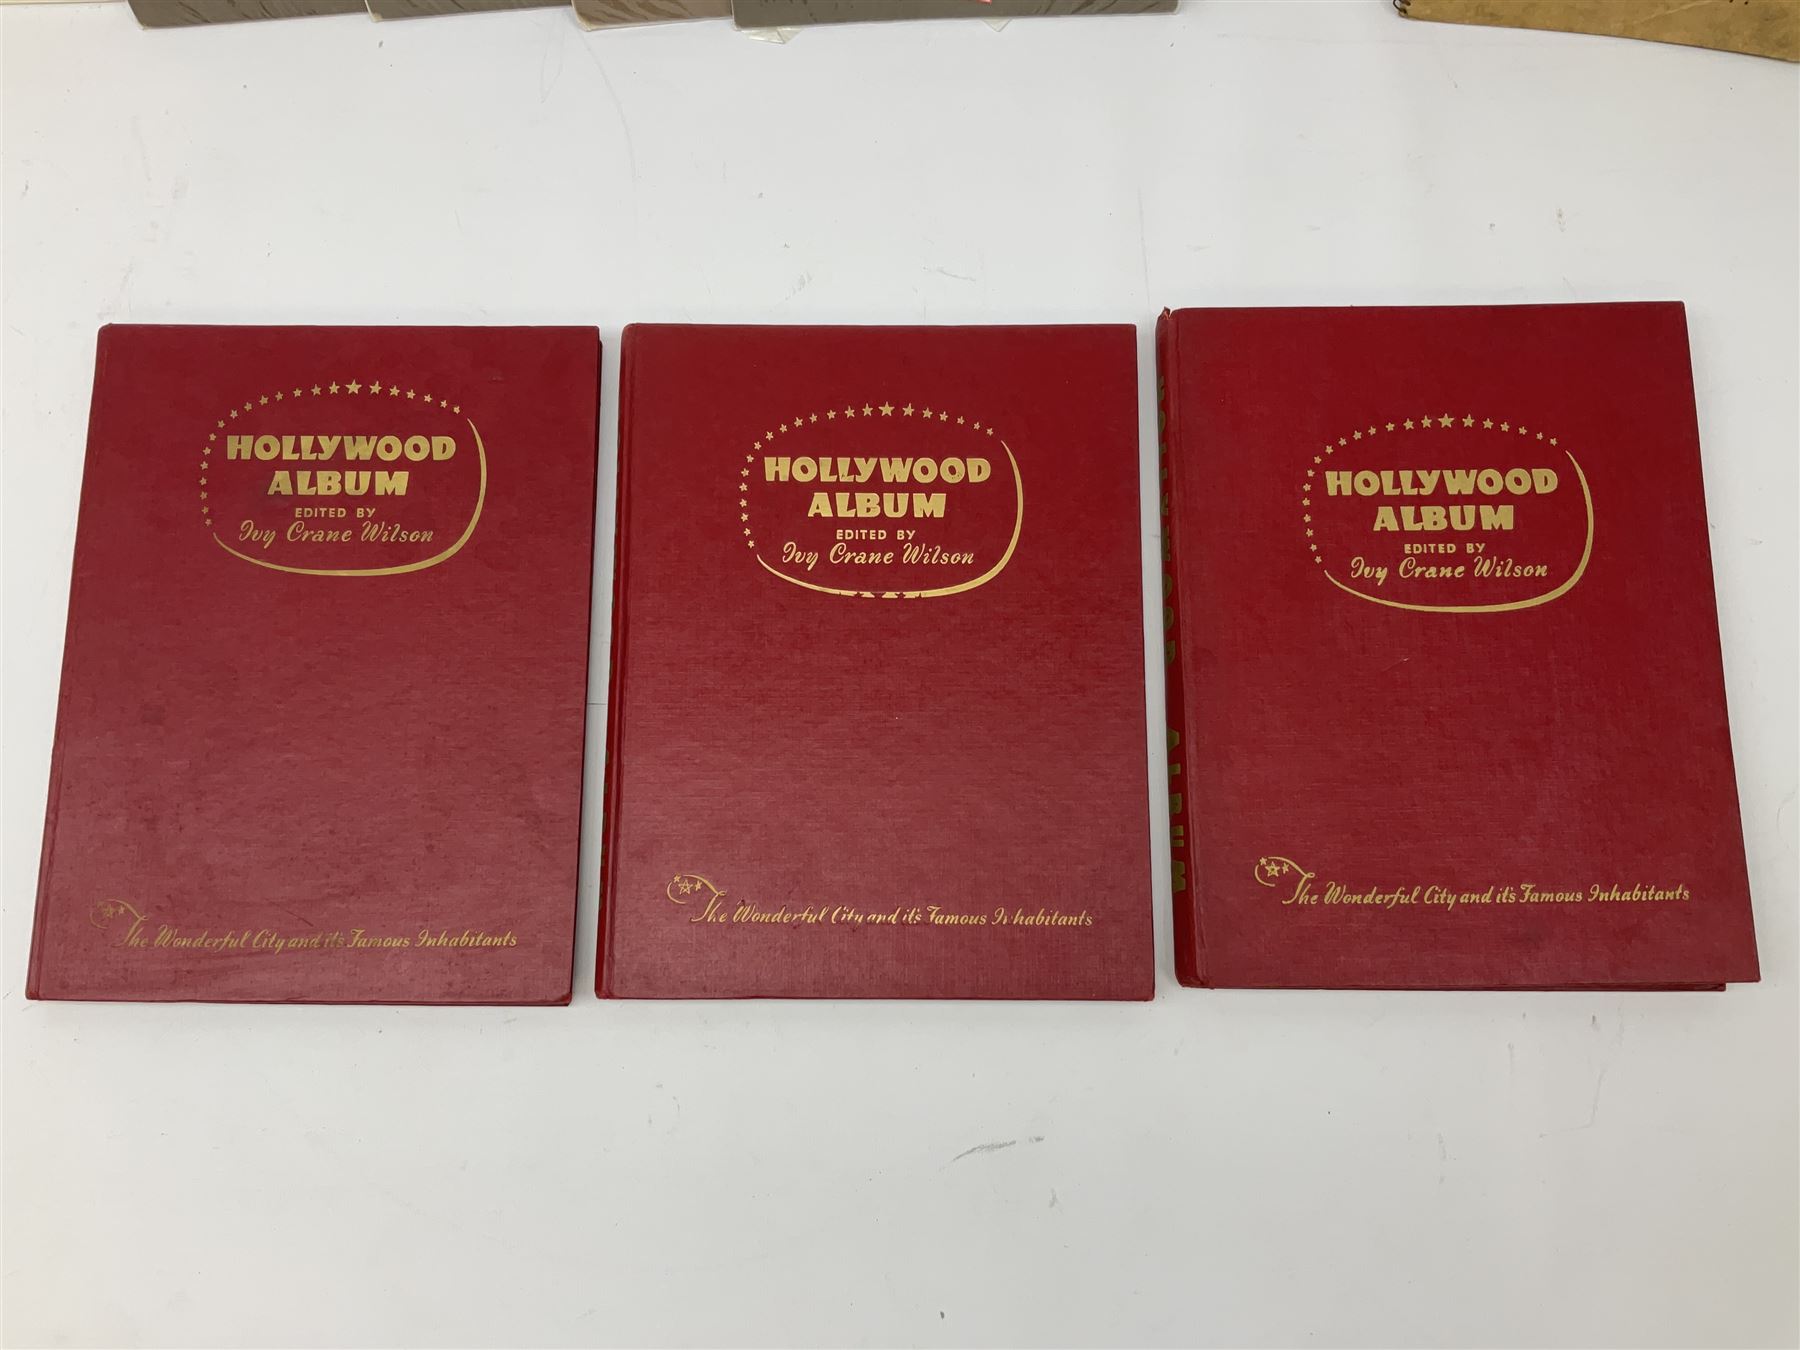 HOLLYWOOD
ALBUM
EDITED BY
Ivy Crane Wilson
The Wonderful City and it's Famous Inhabitants
HOLLYWOOD
ALBUM
EDITED BY
Ivy Crane Wilson
The Wonderful City and it's Famous Inhabitants
HOLLYWOOD ALBUM
HOLLYWOOD
ALBUM
EDITED BY
Ivy Crane Wilson
The Wonderful City and it's Famous Inhabitants